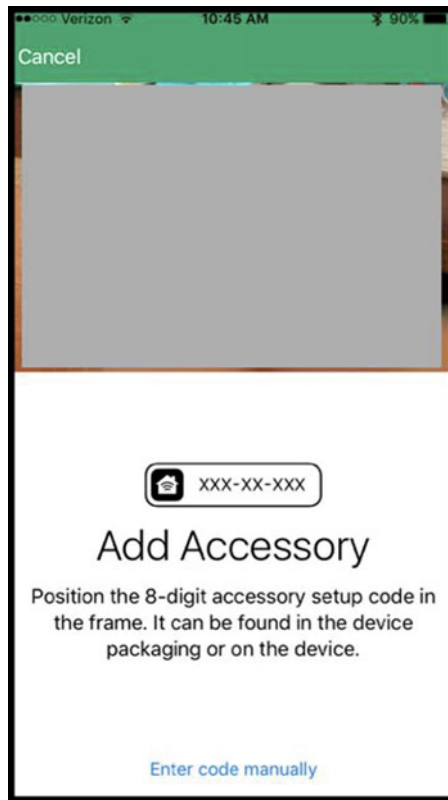 Verizon 10:45 AM 90%
Cancel
XXX-XX-XXX
Add Accessory
Position the 8-digit accessory setup code in
the frame. It can be found in the device
packaging or on the device.
Enter code manually